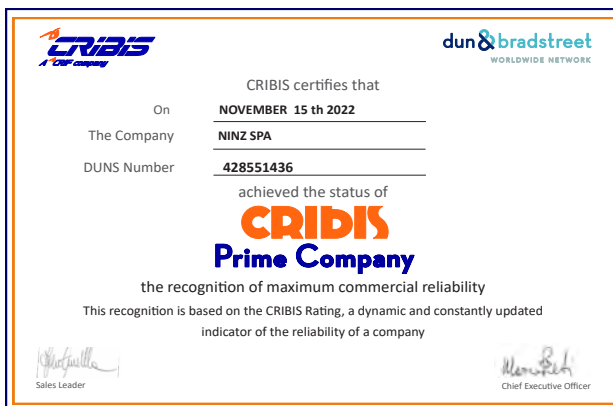 CRIBIS
A CRIF company
dun & bradstreet
WORLDWIDE NETWORK
CRIBIS certifies that
On NOVEMBER 15 th 2022
The Company NINZ SPA
DUNS Number 428551436
achieved the status of
CRIBIS
Prime Company
the recognition of maximum commercial reliability
This recognition is based on the CRIBIS Rating, a dynamic and constantly updated
indicator of the reliability of a company
Sales Leader
Chief Executive Officer